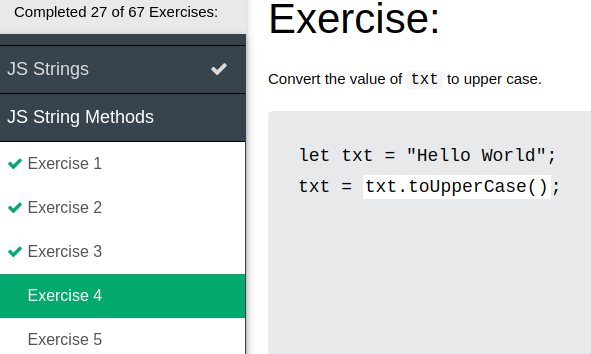 Completed 27 of 67 Exercises:
JS Strings
JS String Methods
Exercise 1
Exercise 2
Exercise 3
Exercise 4
Exercise 5
Exercise:
Convert the value of txt to upper case.
let txt = "Hello World";
txt = txt.toUpperCase();